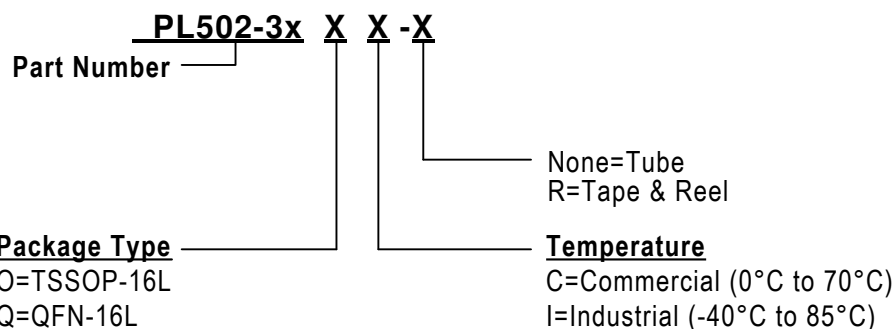 PL502-3x X X -X
Part Number
None=Tube
R=Tape & Reel
Package Type
O=TSSOP-16L
Q=QFN-16L
Temperature
C=Commercial (0°C to 70°C)
I=Industrial (-40°C to 85°C)